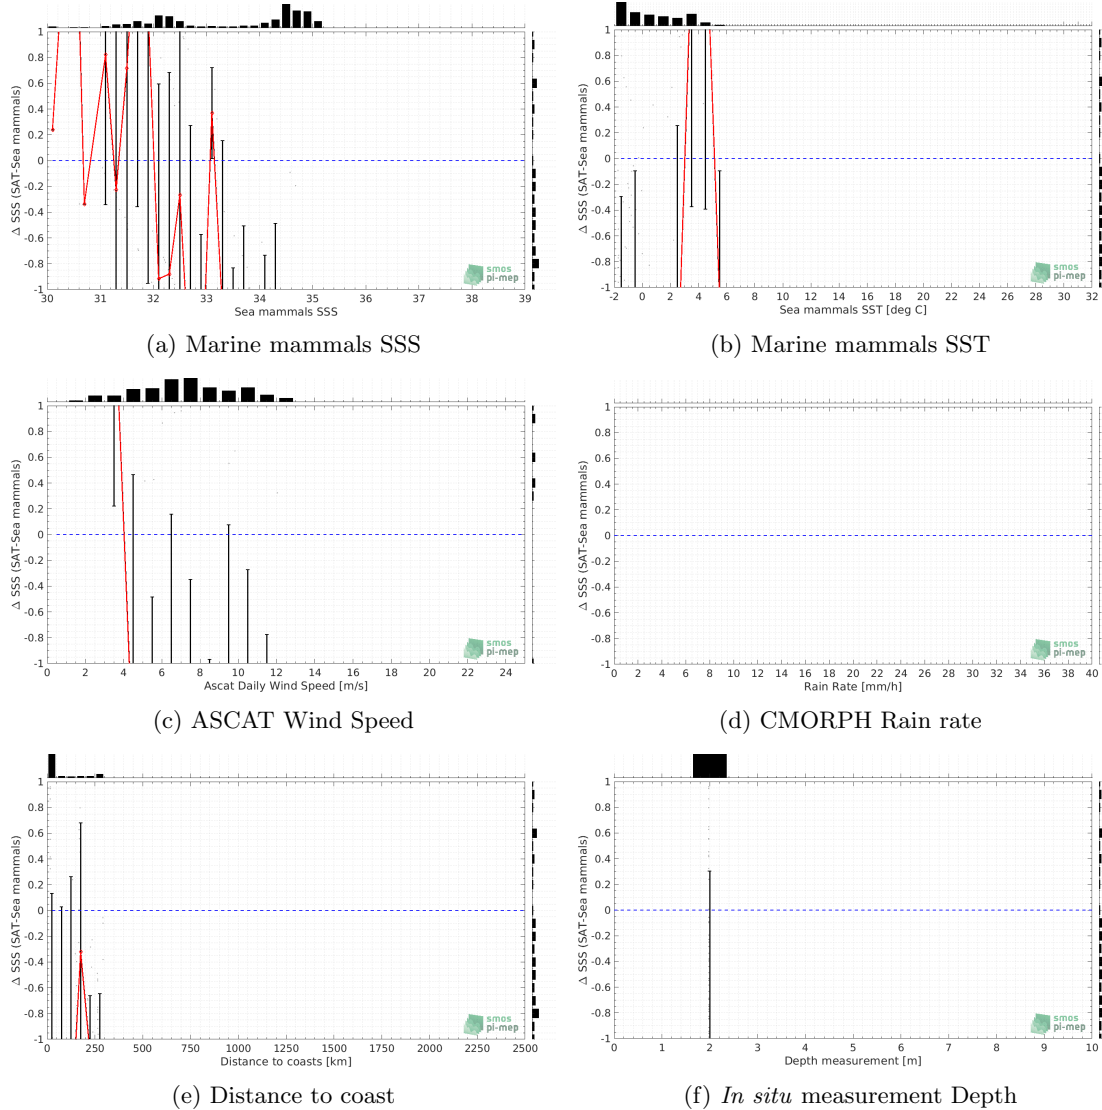 1
0.8
0.6
0.4
0.2
0
-0.2
-0.4
-0.6
-0.8
-1
Δ SSS (SAT-Sea mammals)
smos
pi-mep
30 31 32 33 34 35 36 37 38 39
Sea mammals SSS
(a) Marine mammals SSS
1
0.8
0.6
0.4
0.2
0
-0.2
-0.4
-0.6
-0.8
-1
Δ SSS (SAT-Sea mammals)
smos
pi-mep
-2 0 2 4 6 8 10 12 14 16 18 20 22 24 26 28 30 32
Sea mammals SST [deg C]
(b) Marine mammals SST
1
0.8
0.6
0.4
0.2
0
-0.2
-0.4
-0.6
-0.8
-1
Δ SSS (SAT-Sea mammals)
smos
pi-mep
0 2 4 6 8 10 12 14 16 18 20 22 24
Ascat Daily Wind Speed [m/s]
(c) ASCAT Wind Speed
1
0.8
0.6
0.4
0.2
0
-0.2
-0.4
-0.6
-0.8
-1
Δ SSS (SAT-Sea mammals)
smos
pi-mep
0 2 4 6 8 10 12 14 16 18 20 22 24 26 28 30 32 34 36 38 40
Rain Rate [mm/h]
(d) CMORPH Rain rate
1
0.8
0.6
0.4
0.2
0
-0.2
-0.4
-0.6
-0.8
-1
Δ SSS (SAT-Sea mammals)
smos
pi-mep
0 250 500 750 1000 1250 1500 1750 2000 2250 2500
Distance to coasts [km]
(e) Distance to coast
1
0.8
0.6
0.4
0.2
0
-0.2
-0.4
-0.6
-0.8
-1
Δ SSS (SAT-Sea mammals)
smos
pi-mep
0 1 2 3 4 5 6 7 8 9 10
Depth measurement [m]
(f) In situ measurement Depth